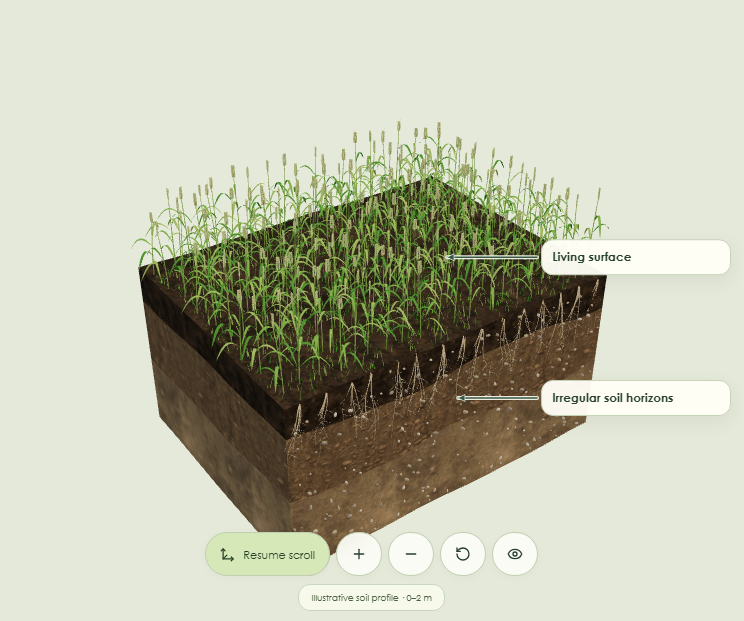 Living surface
Irregular soil horizons
Resume scroll
Illustrative soil profile · 0–2 m